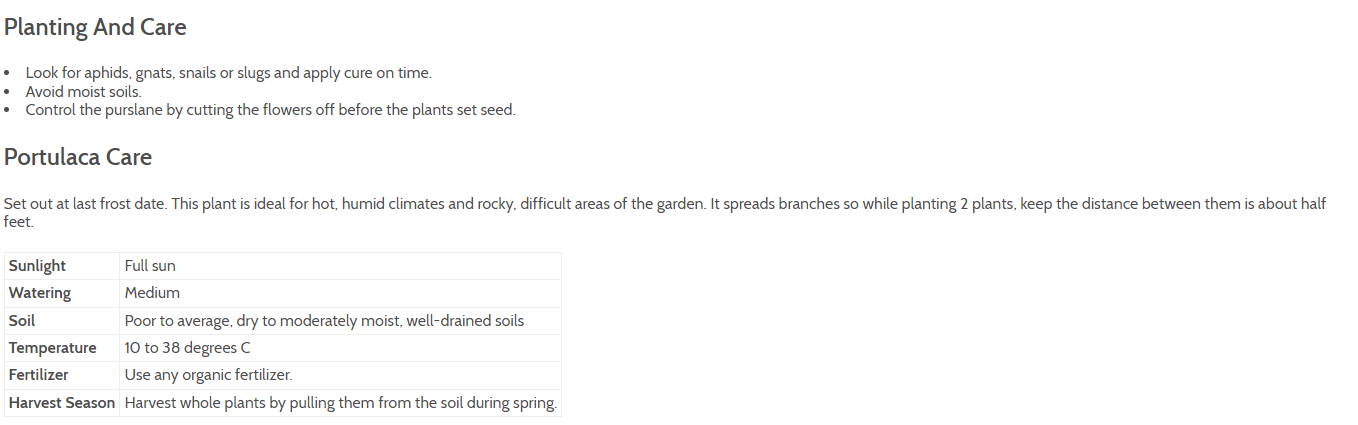 Planting And Care
• Look for aphids, gnats, snails or slugs and apply cure on time.
• Avoid moist soils.
• Control the purslane by cutting the flowers off before the plants set seed.
Portulaca Care
Set out at last frost date. This plant is ideal for hot, humid climates and rocky, difficult areas of the garden. It spreads branches so while planting 2 plants, keep the distance between them is about half
feet.
Sunlight Full sun
Watering Medium
Soil Poor to average, dry to moderately moist, well-drained soils
Temperature 10 to 38 degrees C
Fertilizer Use any organic fertilizer.
Harvest Season Harvest whole plants by pulling them from the soil during spring.